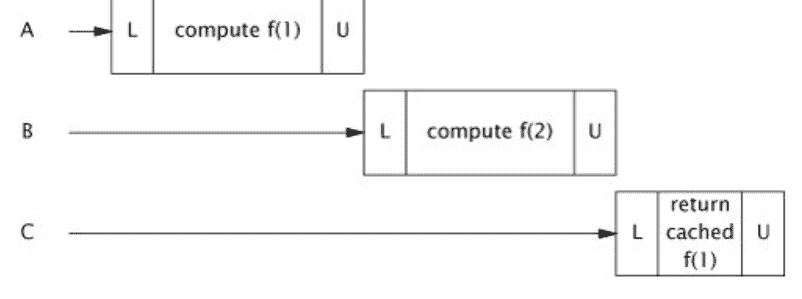 A
L
compute f(1)
U
B
L
compute f(2)
U
C
L
return
cached
f(1)
U